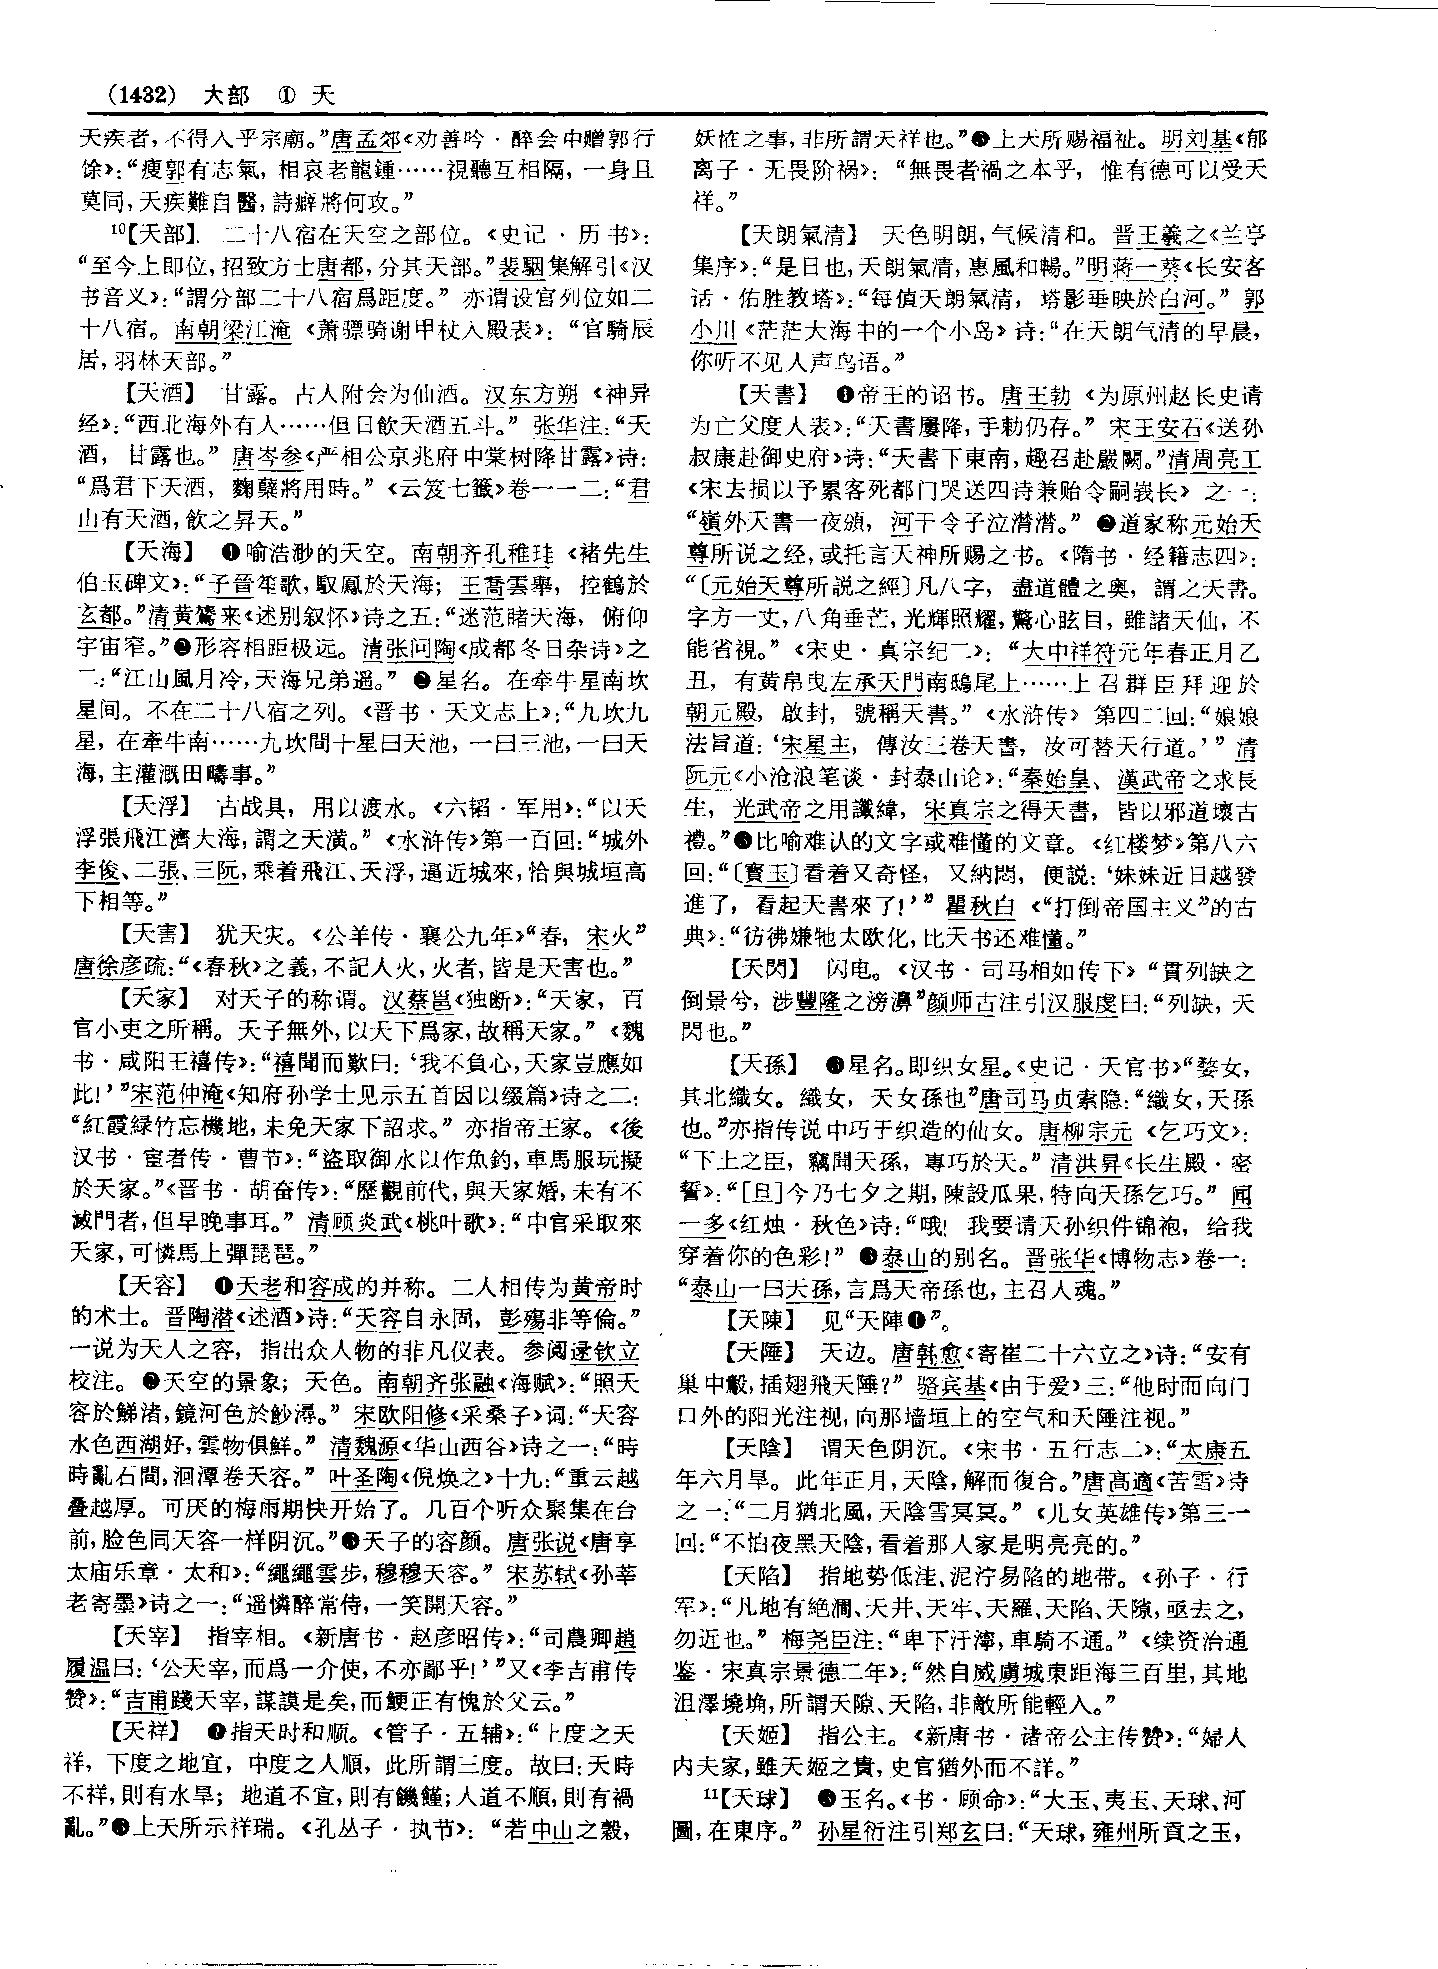 (1432) 大部 ① 天
天疾者，不得入乎宗廟。”唐孟郊《劝善吟·醉会中赠郭行
馀》：“瘦郭有志氣，相哀老龍鍾……視聽互相隔，一身且
莫同，天疾難自醫，詩癖將何攻。”
10【天部】 二十八宿在天空之部位。《史记·历书》：
“至今上即位，招致方士唐都，分其天部。”裴駰集解引《汉
书音义》：“謂分部二十八宿爲距度。”亦谓设官列位如二
十八宿。南朝梁江淹《萧骠骑谢甲杖入殿表》：“官騎辰
居，羽林天部。”
【天酒】 甘露。古人附会为仙酒。汉东方朔《神异
经》：“西北海外有人……但日飲天酒五斗。”张华注：“天
酒，甘露也。”唐岑参《严相公京兆府中棠树降甘露》诗：
“爲君下天酒，麴糵將用時。”《云笈七籤》卷一一二：“君
山有天酒，飲之昇天。”
【天海】 ❶喻浩渺的天空。南朝齐孔稚珪《褚先生
伯玉碑文》：“子晉笙歌，馭鳳於天海；王喬雲舉，控鶴於
玄都。”清黄鷟来《述别叙怀》诗之五：“迷范睹天海，俯仰
宇宙窄。”❷形容相距极远。清张问陶《成都冬日杂诗》之
二：“江山風月冷，天海兄弟遥。”❸星名。在牵牛星南坎
星间。不在二十八宿之列。《晋书·天文志上》：“九坎九
星，在牽牛南……九坎間十星曰天池，一曰三池，一曰天
海，主灌溉田疇事。”
【天浮】 古战具，用以渡水。《六韬·军用》：“以天
浮張飛江濟大海，謂之天潢。”《水浒传》第一百回：“城外
李俊、二張、三阮，乘着飛江、天浮，逼近城來，恰與城垣高
下相等。”
【天害】 犹天灾。《公羊传·襄公九年》“春，宋火”
唐徐彦疏：“《春秋》之義，不記人火，火者，皆是天害也。”
【天家】 对天子的称谓。汉蔡邕《独断》：“天家，百
官小吏之所稱。天子無外，以天下爲家，故稱天家。”《魏
书·咸阳王禧传》：“禧聞而歎曰：‘我不負心，天家豈應如
此！’”宋范仲淹《知府孙学士见示五首因以缀篇》诗之二：
“紅霞緑竹忘機地，未免天家下詔求。”亦指帝王家。《後
汉书·宦者传·曹节》：“盜取御水以作魚釣，車馬服玩擬
於天家。”《晋书·胡奋传》：“歷觀前代，與天家婚，未有不
滅門者，但早晚事耳。”清顾炎武《桃叶歌》：“中官采取來
天家，可憐馬上彈琵琶。”
【天容】 ❶天老和容成的并称。二人相传为黄帝时
的术士。晋陶潜《述酒》诗：“天容自永固，彭殤非等倫。”
一说为天人之容，指出众人物的非凡仪表。参阅逯钦立
校注。❷天空的景象；天色。南朝齐张融《海赋》：“照天
容於鮷渚，鏡河色於魦潯。”宋欧阳修《采桑子》词：“天容
水色西湖好，雲物俱鮮。”清魏源《华山西谷》诗之一：“時
時亂石間，洄潭卷天容。”叶圣陶《倪焕之》十九：“重云越
叠越厚。可厌的梅雨期快开始了。几百个听众聚集在台
前，脸色同天容一样阴沉。”❸天子的容颜。唐张说《唐享
太庙乐章·太和》：“繩繩雲步，穆穆天容。”宋苏轼《孙莘
老寄墨》诗之一：“遥憐醉常侍，一笑開天容。”
【天宰】 指宰相。《新唐书·赵彦昭传》：“司農卿趙
履温曰：‘公天宰，而爲一介使，不亦鄙乎！’”又《李吉甫传
赞》：“吉甫踐天宰，謀謨是矣，而鯁正有愧於父云。”
【天祥】 ❶指天时和顺。《管子·五辅》：“上度之天
祥，下度之地宜，中度之人順，此所謂三度。故曰：天時
不祥，則有水旱；地道不宜，則有饑饉；人道不順，則有禍
亂。”❷上天所示祥瑞。《孔丛子·执节》：“若中山之穀，
妖怪之事，非所謂天祥也。”❸上天所赐福祉。明刘基《郁
离子·无畏阶祸》：“無畏者禍之本乎，惟有德可以受天
祥。”
【天朗氣清】 天色明朗，气候清和。晋王羲之《兰亭
集序》：“是日也，天朗氣清，惠風和暢。”明蒋一葵《长安客
话·佑胜教塔》：“每值天朗氣清，塔影垂映於白河。”郭
小川《茫茫大海中的一个小岛》诗：“在天朗气清的早晨，
你听不见人声鸟语。”
【天書】 ❶帝王的诏书。唐王勃《为原州赵长史请
为亡父度人表》：“天書屢降，手勅仍存。”宋王安石《送孙
叔康赴御史府》诗：“天書下東南，趣召赴嚴闕。”清周亮工
《宋去损以予累客死都门哭送四诗兼贻令嗣裁长》之一：
“嶺外天書一夜頒，河干令子泣潸潸。”❷道家称元始天
尊所说之经，或托言天神所赐之书。《隋书·经籍志四》：
“〔元始天尊所説之經〕凡八字，盡道體之奥，謂之天書。
字方一丈，八角垂芒，光輝照耀，驚心眩目，雖諸天仙，不
能省視。”《宋史·真宗纪二》：“大中祥符元年春正月乙
丑，有黄帛曳左承天門南鴟尾上……上召群臣拜迎於
朝元殿，啟封，號稱天書。”《水浒传》第四二回：“娘娘
法旨道：‘宋星主，傳汝三卷天書，汝可替天行道。’”清
阮元《小沧浪笔谈·封泰山论》：“秦始皇、漢武帝之求長
生，光武帝之用讖緯，宋真宗之得天書，皆以邪道壞古
禮。”❸比喻难认的文字或难懂的文章。《红楼梦》第八六
回：“〔寶玉〕看着又奇怪，又納悶，便説：‘妹妹近日越發
進了，看起天書來了！’”瞿秋白《“打倒帝国主义”的古
典》：“彷彿嫌牠太欧化，比天书还难懂。”
【天閃】 闪电。《汉书·司马相如传下》“貫列缺之
倒景兮，涉豐隆之滂濞”颜师古注引汉服虔曰：“列缺，天
閃也。”
【天孫】 ❶星名。即织女星。《史记·天官书》“婺女，
其北織女。織女，天女孫也”唐司马贞索隐：“織女，天孫
也。”亦指传说中巧于织造的仙女。唐柳宗元《乞巧文》：
“下土之臣，竊聞天孫，專巧於天。”清洪昇《长生殿·密
誓》：“[旦]今乃七夕之期，陳設瓜果，特向天孫乞巧。”闻
一多《红烛·秋色》诗：“哦！我要请天孙织件锦袍，给我
穿着你的色彩！”❷泰山的别名。晋张华《博物志》卷一：
“泰山一曰天孫，言爲天帝孫也，主召人魂。”
【天陳】 见“天陣❶”。
【天陲】 天边。唐韩愈《寄崔二十六立之》诗：“安有
巢中鷇，插翅飛天陲？”骆宾基《由于爱》三：“他时而向门
口外的阳光注视，向那墙垣上的空气和天陲注视。”
【天陰】 谓天色阴沉。《宋书·五行志二》：“太康五
年六月旱。此年正月，天陰，解而復合。”唐高適《苦雪》诗
之一：“二月猶北風，天陰雪冥冥。”《儿女英雄传》第三一
回：“不怕夜黑天陰，看着那人家是明亮亮的。”
【天陷】 指地势低洼、泥泞易陷的地带。《孙子·行
军》：“凡地有絶澗、天井、天牢、天羅、天陷、天隙，亟去之，
勿近也。”梅尧臣注：“卑下汙濘，車騎不通。”《续资治通
鉴·宋真宗景德二年》：“然自威虜城東距海三百里，其地
沮澤墝埆，所謂天隙、天陷，非敵所能輕入。”
【天姬】 指公主。《新唐书·诸帝公主传赞》：“婦人
内夫家，雖天姬之貴，史官猶外而不詳。”
11【天球】 ❶玉名。《书·顾命》：“大玉、夷玉、天球、河
圖，在東序。”孙星衍注引郑玄曰：“天球，雍州所貢之玉，